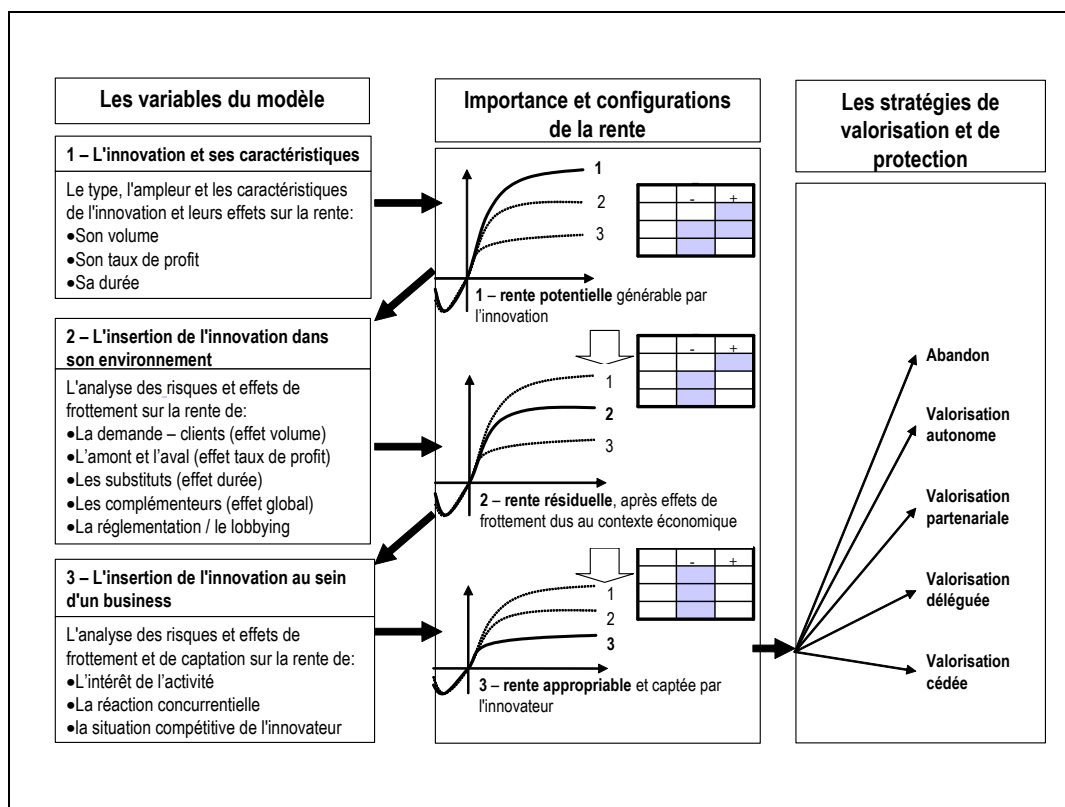 Les variables du modèle
1 – L'innovation et ses caractéristiques
Le type, l'ampleur et les caractéristiques
de l'innovation et leurs effets sur la rente:
•Son volume
•Son taux de profit
•Sa durée
2 – L'insertion de l'innovation dans
son environnement
L'analyse des risques et effets de
frottement sur la rente de:
•La demande – clients (effet volume)
•L'amont et l'aval (effet taux de profit)
•Les substituts (effet durée)
•Les complémenteurs (effet global)
•La réglementation / le lobbying
3 – L'insertion de l'innovation au sein
d'un business
L'analyse des risques et effets de
frottement et de captation sur la rente de:
•L'intérêt de l'activité
•La réaction concurrentielle
•la situation compétitive de l'innovateur
Importance et configurations
de la rente
1
2
3
- +
1 – rente potentielle générable par
l'innovation
1
2
3
- +
2 – rente résiduelle, après effets de
frottement dus au contexte économique
1
2
3
- +
3 – rente appropriable et captée par
l'innovateur
Les stratégies de
valorisation et de
protection
Abandon
Valorisation
autonome
Valorisation
partenariale
Valorisation
déléguée
Valorisation
cédée